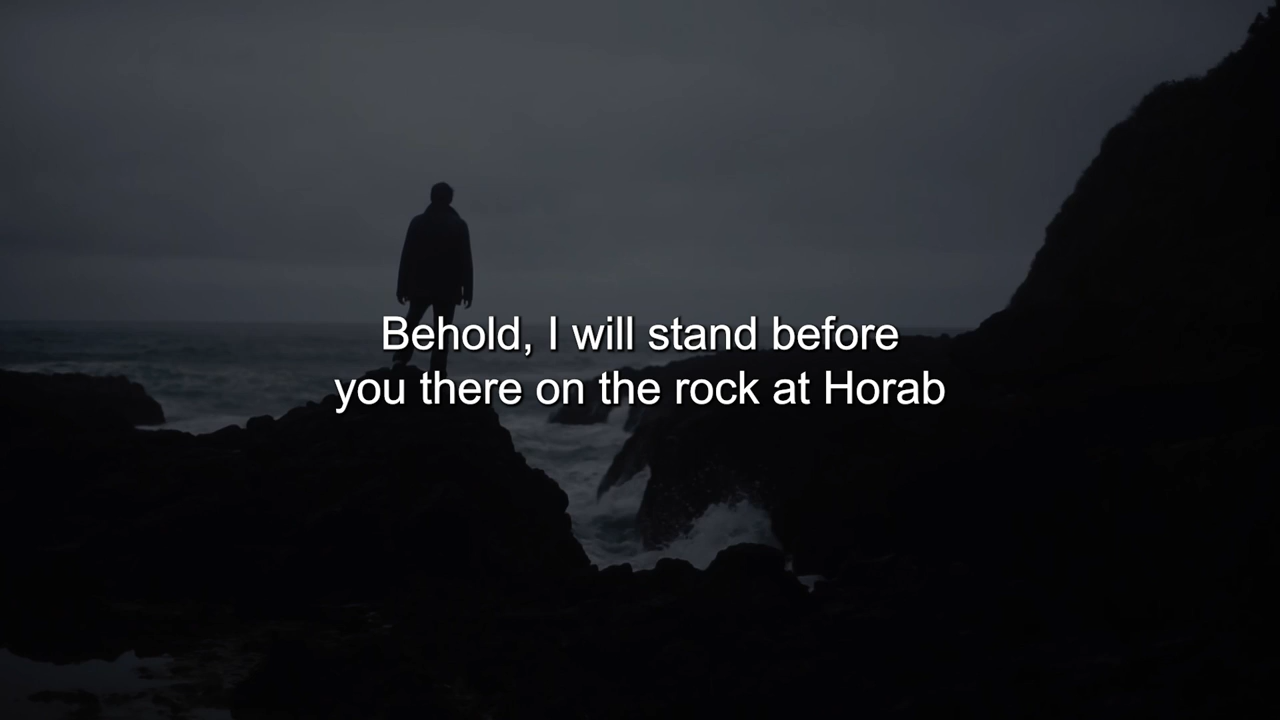 Behold, I will stand before
you there on the rock at Horab